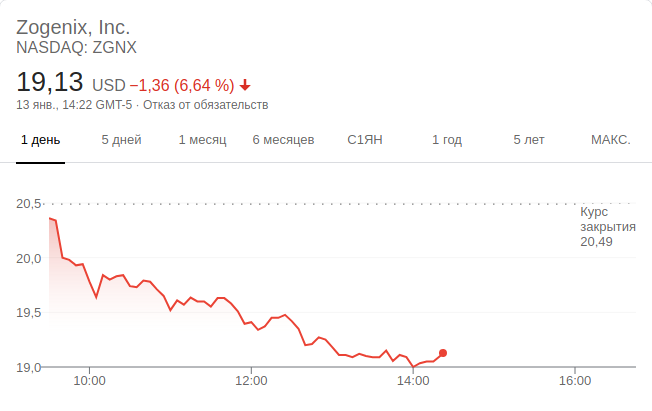 Zogenix, Inc.
NASDAQ: ZGNX
19,13 USD −1,36 (6,64 %)
13 янв., 14:22 GMT-5 · Отказ от обязательств
1 день 5 дней 1 месяц 6 месяцев С1ЯН 1 год 5 лет МАКС.
20,5
Курс
закрытия
20,49
20,0
19,5
19,0
10:00 12:00 14:00 16:00